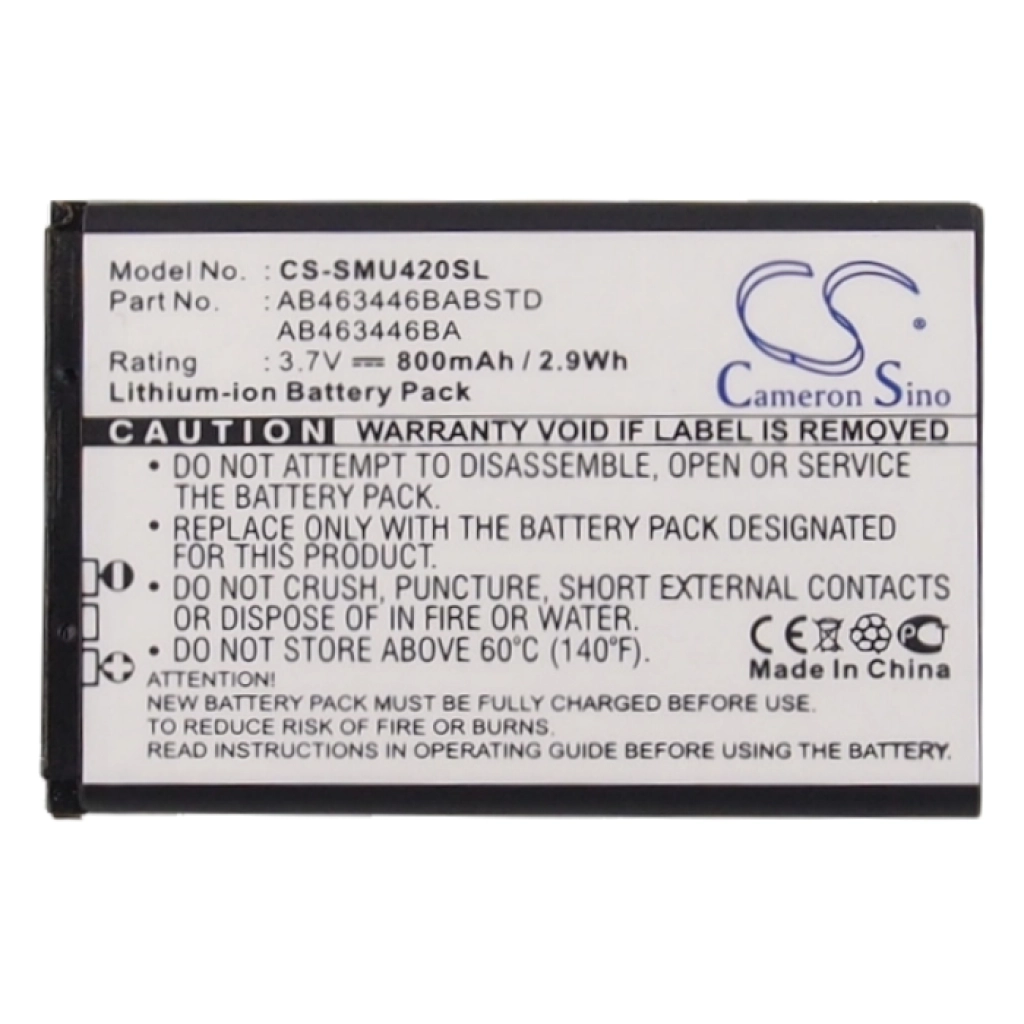 Model No. : CS-SMU420SL
Part No. : AB463446BABSTD
AB463446BA
Rating : 3.7V 800mAh / 2.9Wh
Lithium-ion Battery Pack
CS
®
Cameron Sino
CAUTION WARRANTY VOID IF LABEL IS REMOVED
• DO NOT ATTEMPT TO DISASSEMBLE, OPEN OR SERVICE
THE BATTERY PACK.
• REPLACE ONLY WITH THE BATTERY PACK DESIGNATED
FOR THIS PRODUCT.
• DO NOT CRUSH, PUNCTURE, SHORT EXTERNAL CONTACTS
OR DISPOSE OF IN FIRE OR WATER.
• DO NOT STORE ABOVE 60°C (140°F).
CE PC
Made In China
ATTENTION!
NEW BATTERY PACK MUST BE FULLY CHARGED BEFORE USE
TO REDUCE RISK OF FIRE OR BURNS.
READ INSTRUCTIONS IN OPERATING GUIDE BEFORE USING THE BATTERY.